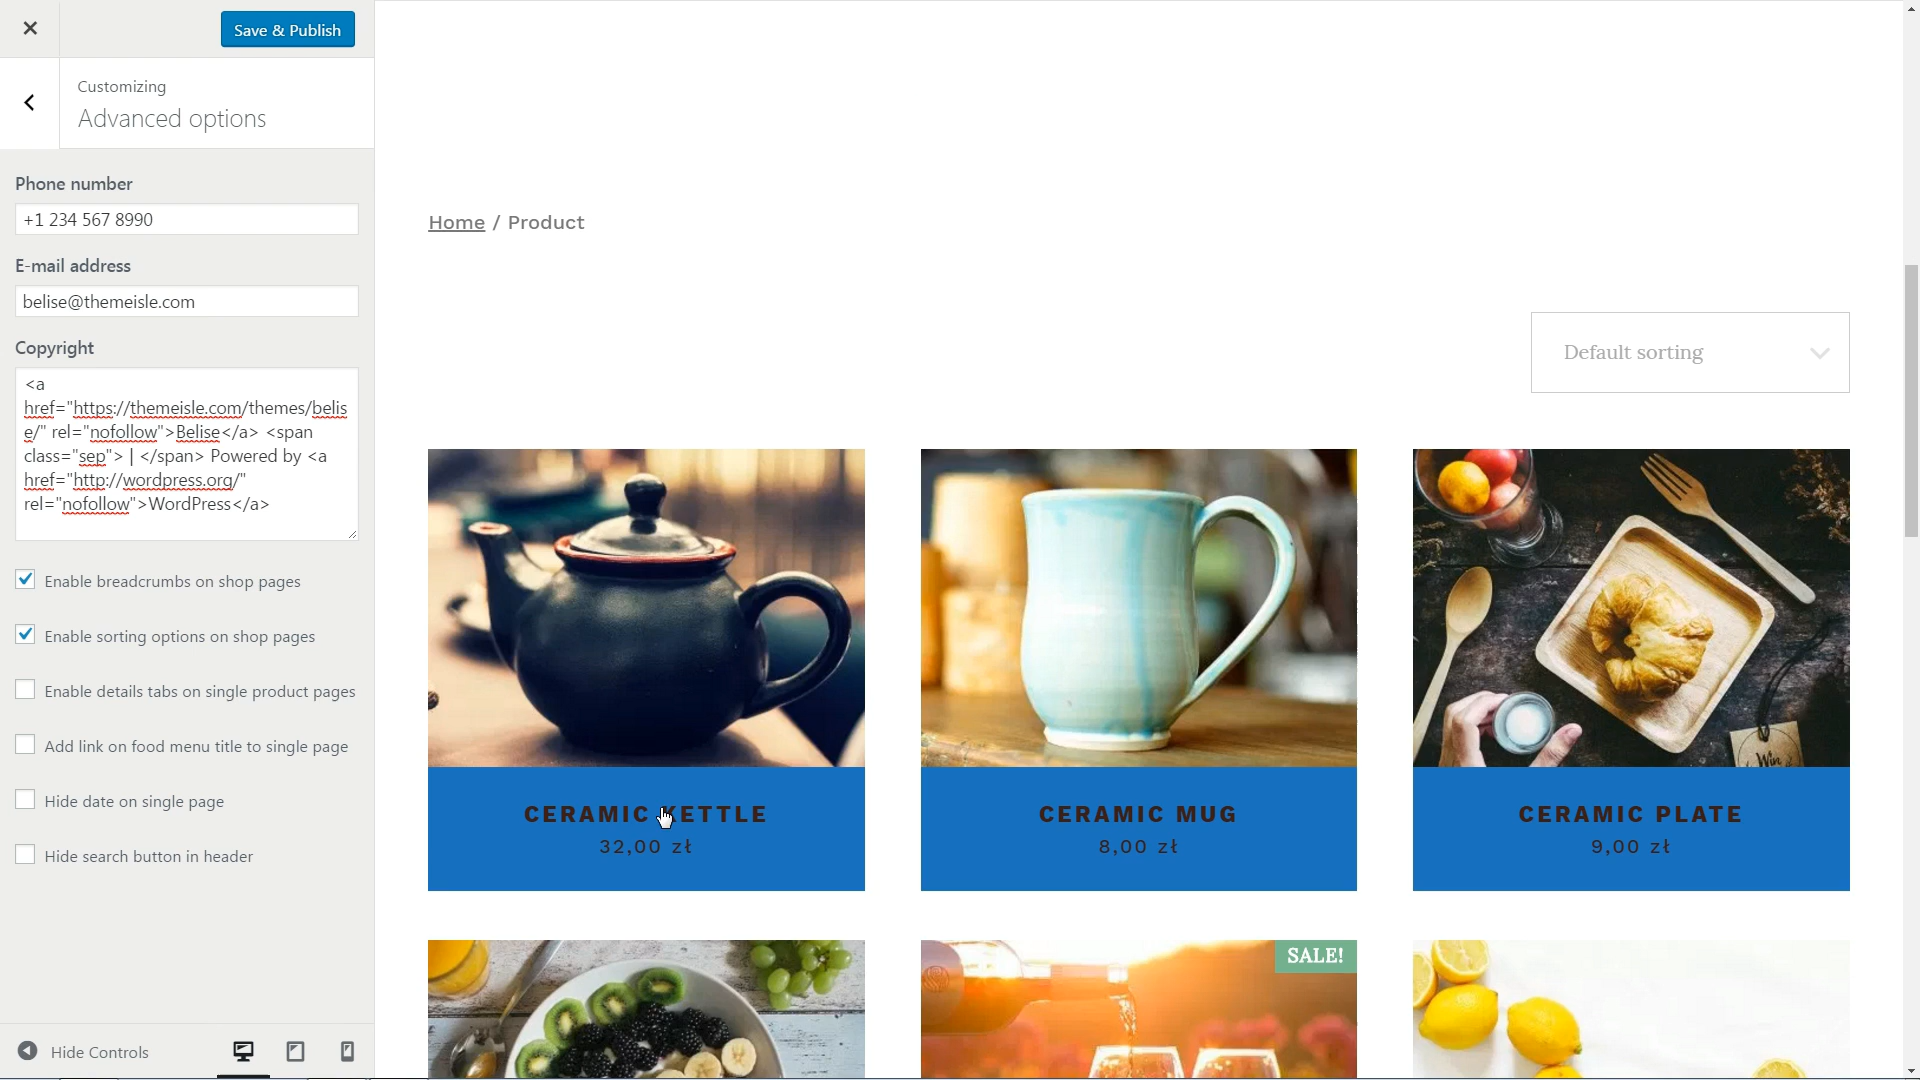 Save & Publish
Customizing
Advanced options
Phone number
+1 234 567 8990
E-mail address
belise@themeisle.com
Copyright
<a
href="https://themeisle.com/themes/belis
e/" rel="nofollow">Belise</a> <span
class="sep"> | </span> Powered by <a
href="http://wordpress.org/"
rel="nofollow">WordPress</a>
Enable breadcrumbs on shop pages
Enable sorting options on shop pages
Enable details tabs on single product pages
Add link on food menu title to single page
Hide date on single page
Hide search button in header
Hide Controls
Home / Product
Default sorting
Win
CERAMIC KETTLE
32,00 zł
CERAMIC MUG
8,00 zł
CERAMIC PLATE
9,00 zł
SALE!